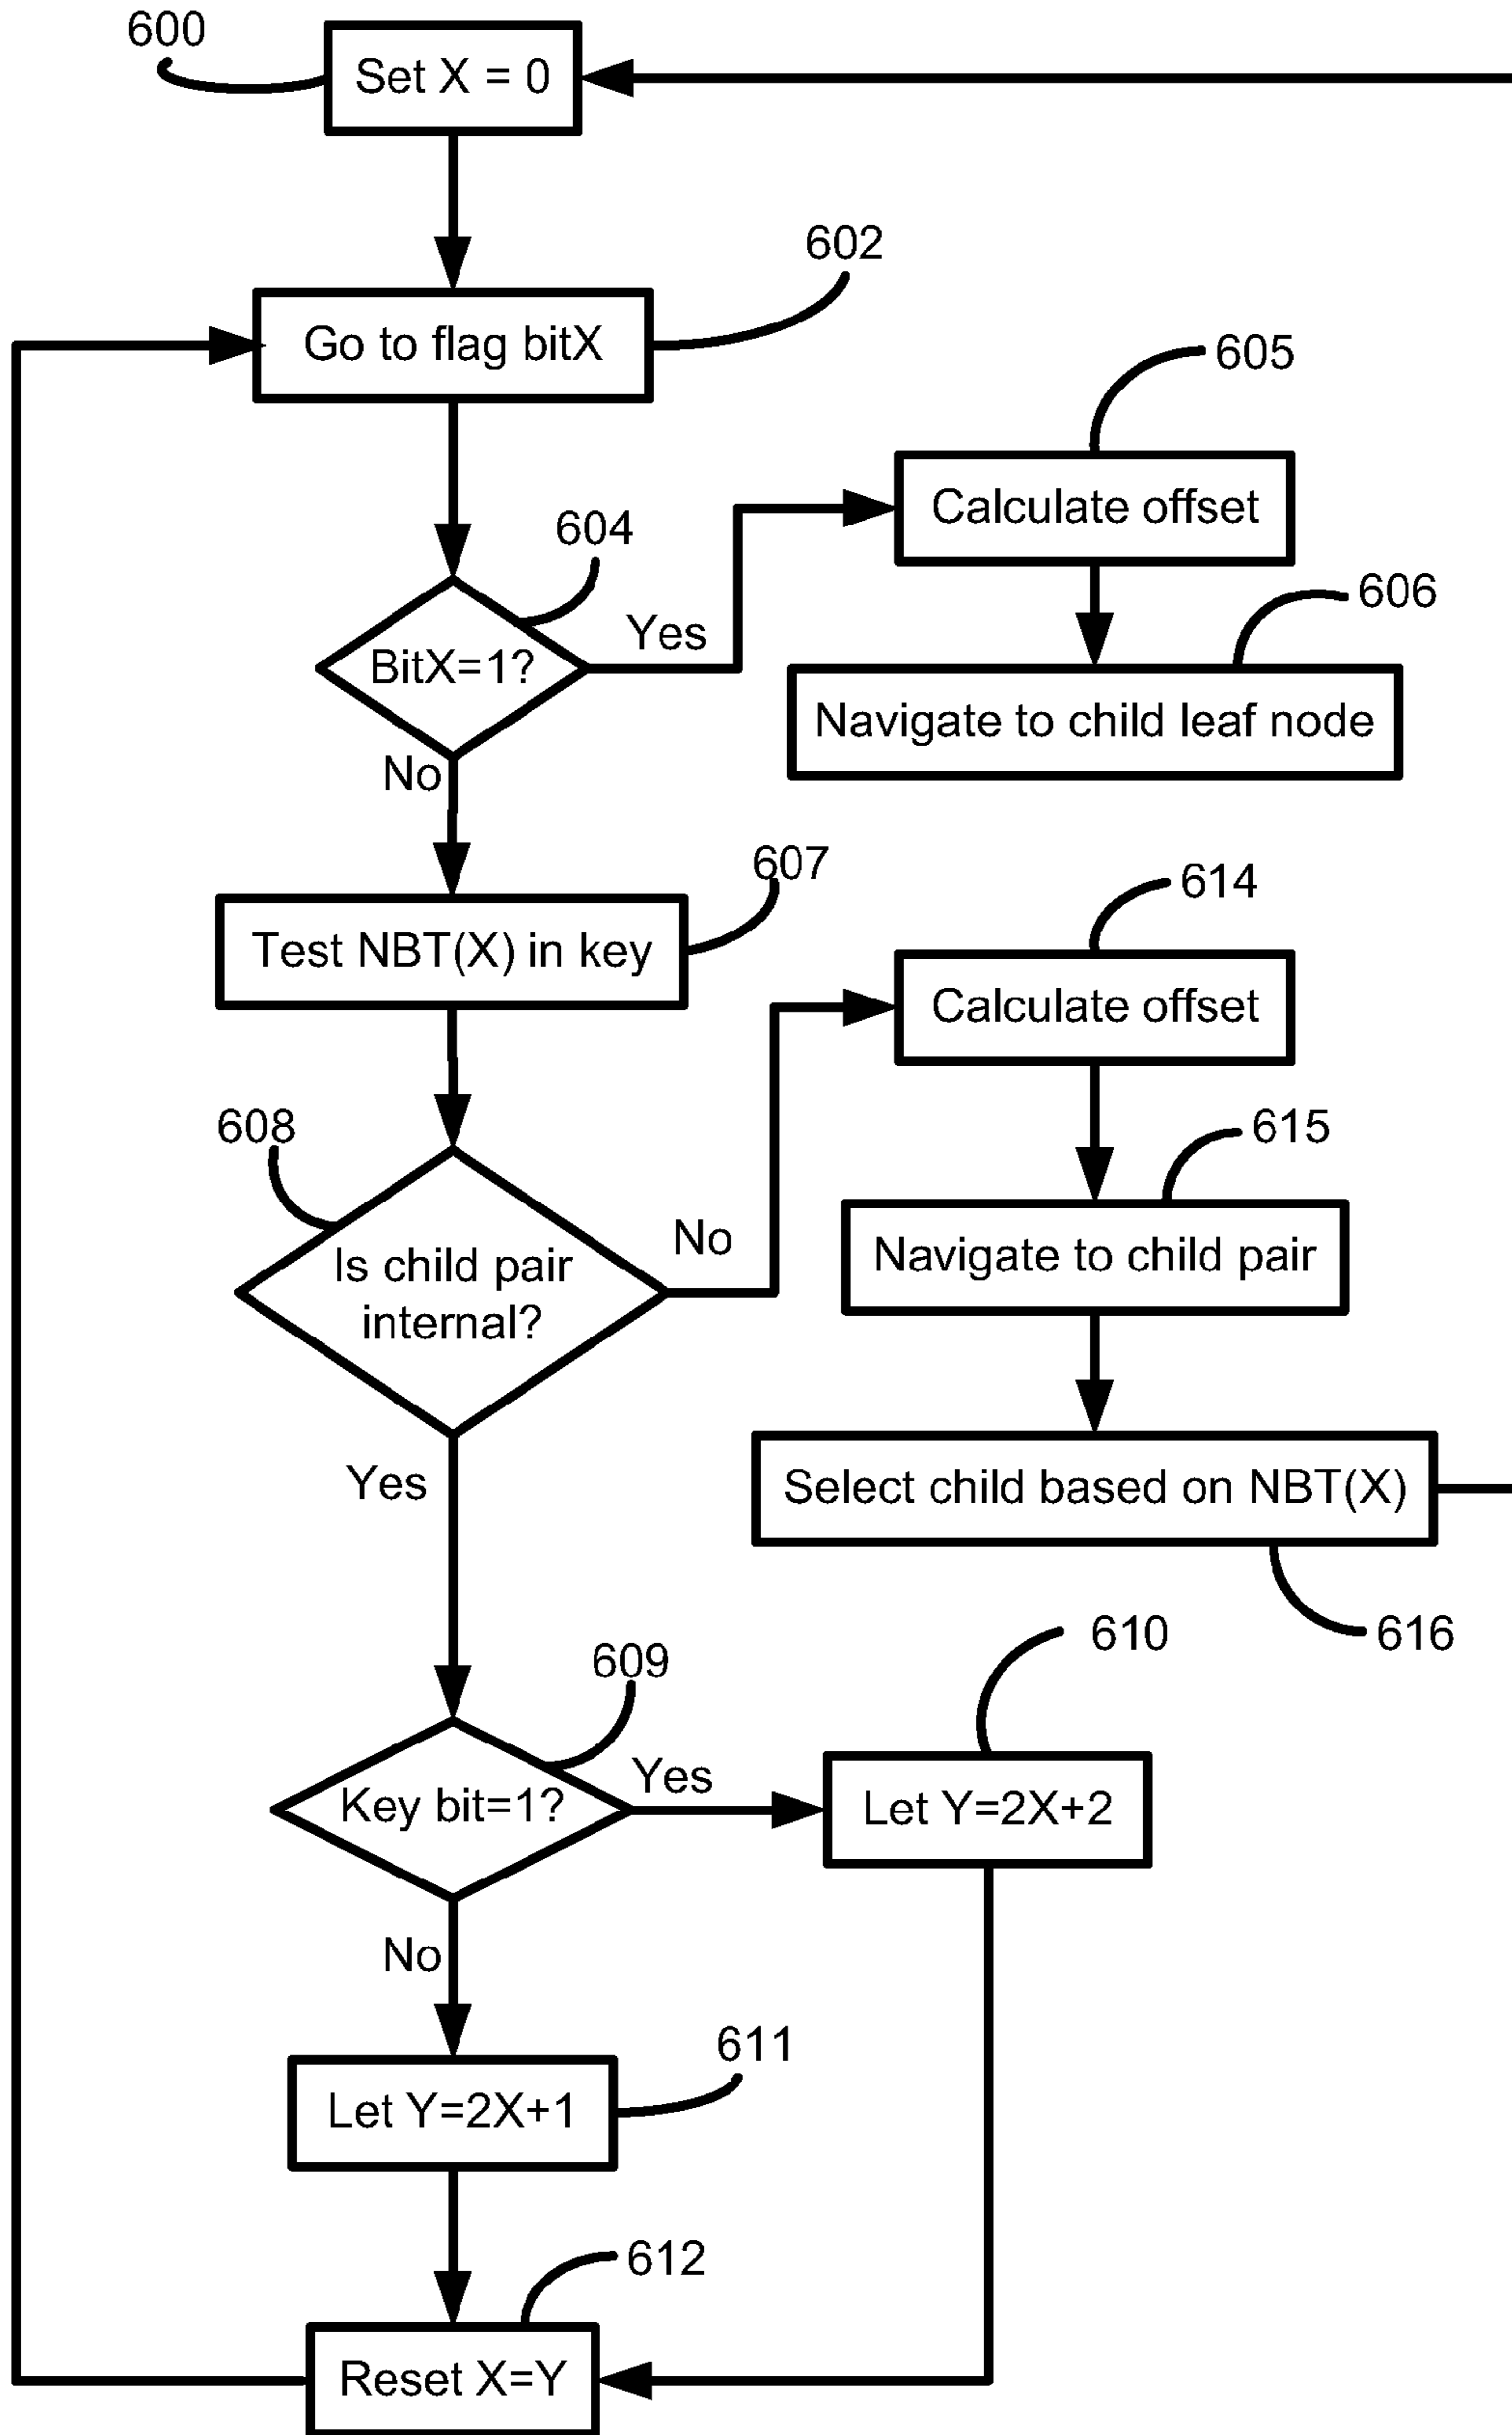 600
Set X = 0
602
Go to flag bitX
605
Calculate offset
604
Yes
606
BitX=1?
Navigate to child leaf node
No
607
614
Test NBT(X) in key
Calculate offset
608
615
No
Is child pair
internal?
Navigate to child pair
Yes
Select child based on NBT(X)
610
616
609
Yes
Key bit=1?
Let Y=2X+2
No
611
Let Y=2X+1
612
Reset X=Y